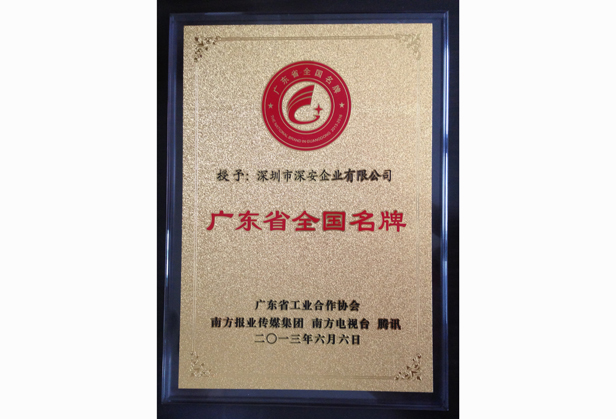 广东省全国名牌
授予：深圳市深安企业有限公司
广东省全国名牌
广东省工业合作协会
南方报业传媒集团 南方电视台 腾讯
二〇一三年六月六日